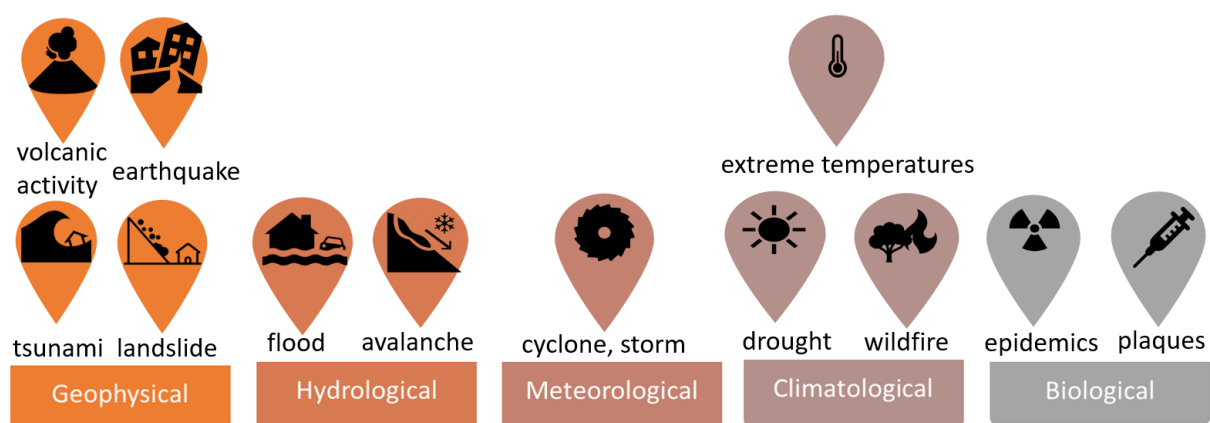 volcanic
activity
earthquake
extreme temperatures
tsunami
landslide
flood
avalanche
cyclone, storm
drought
wildfire
epidemics
plaques
Geophysical
Hydrological
Meteorological
Climatological
Biological